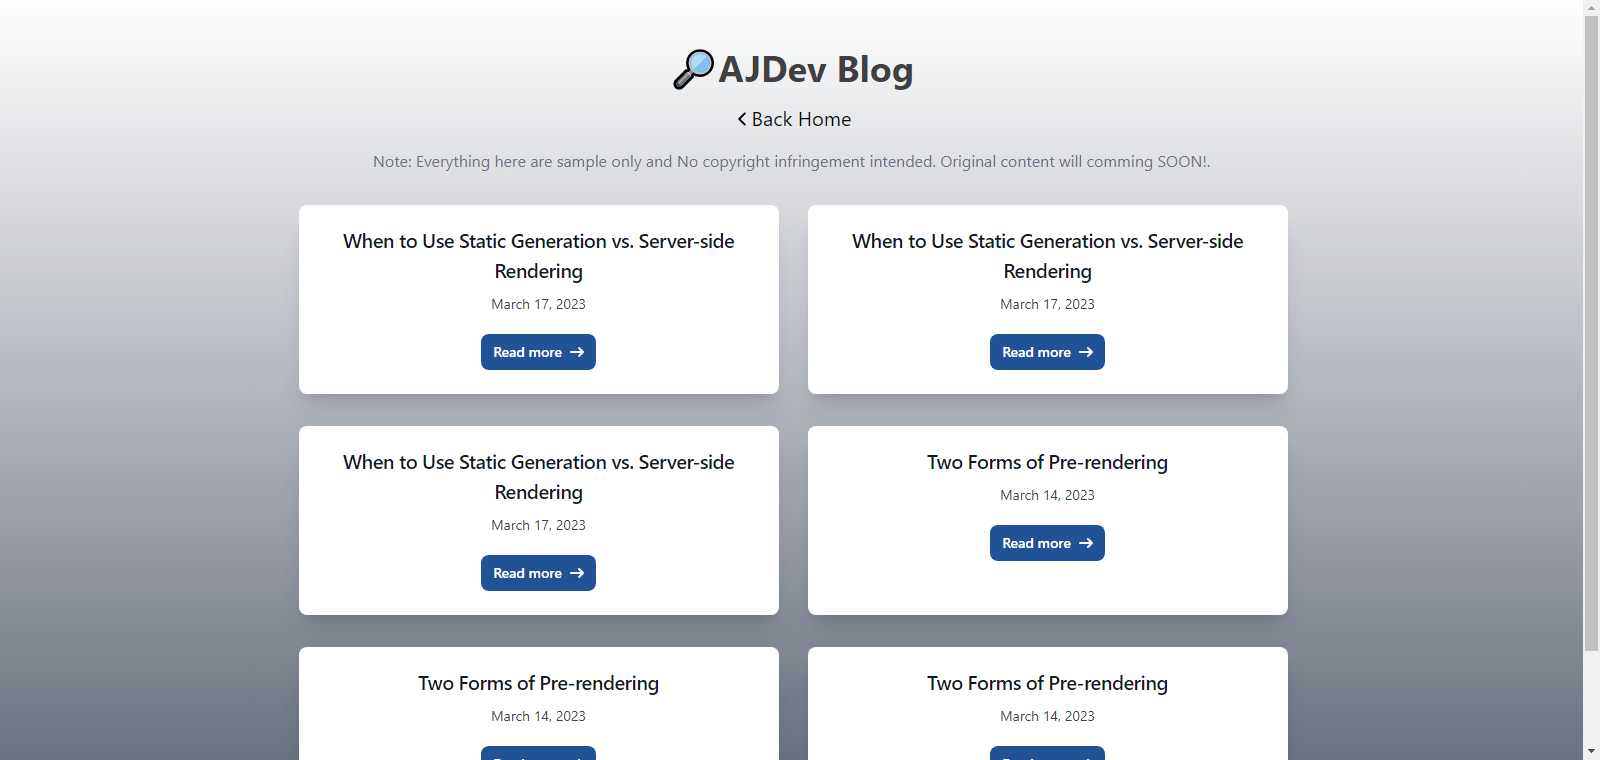 AJDev Blog
Back Home
Note: Everything here are sample only and No copyright infringement intended. Original content will comming SOON!.
When to Use Static Generation vs. Server-side
Rendering
March 17, 2023
Read more
When to Use Static Generation vs. Server-side
Rendering
March 17, 2023
Read more
When to Use Static Generation vs. Server-side
Rendering
March 17, 2023
Read more
Two Forms of Pre-rendering
March 14, 2023
Read more
Two Forms of Pre-rendering
March 14, 2023
Two Forms of Pre-rendering
March 14, 2023